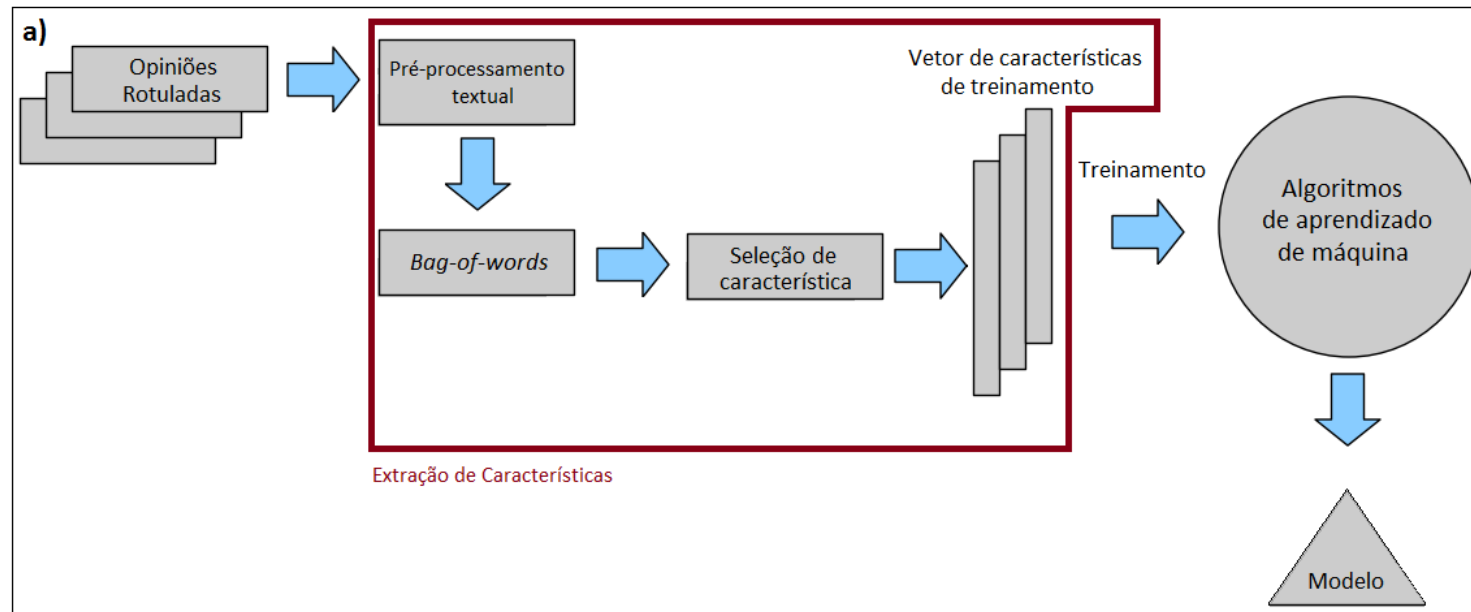 a)
Opiniões
Rotuladas
Pré-processamento
textual
Vetor de características
de treinamento
Bag-of-words
Seleção de
característica
Treinamento
Algoritmos
de aprendizado
de máquina
Extração de Características
Modelo